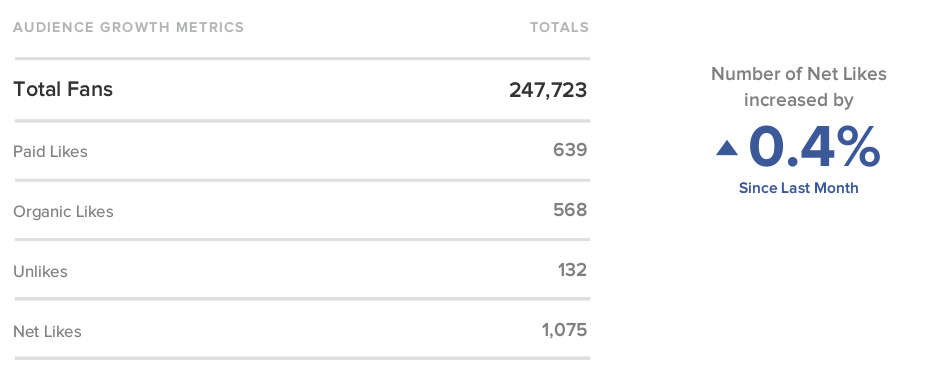 AUDIENCE GROWTH METRICS TOTALS
Total Fans 247,723
Paid Likes 639
Organic Likes 568
Unlikes 132
Net Likes 1,075
Number of Net Likes
increased by
0.4%
Since Last Month